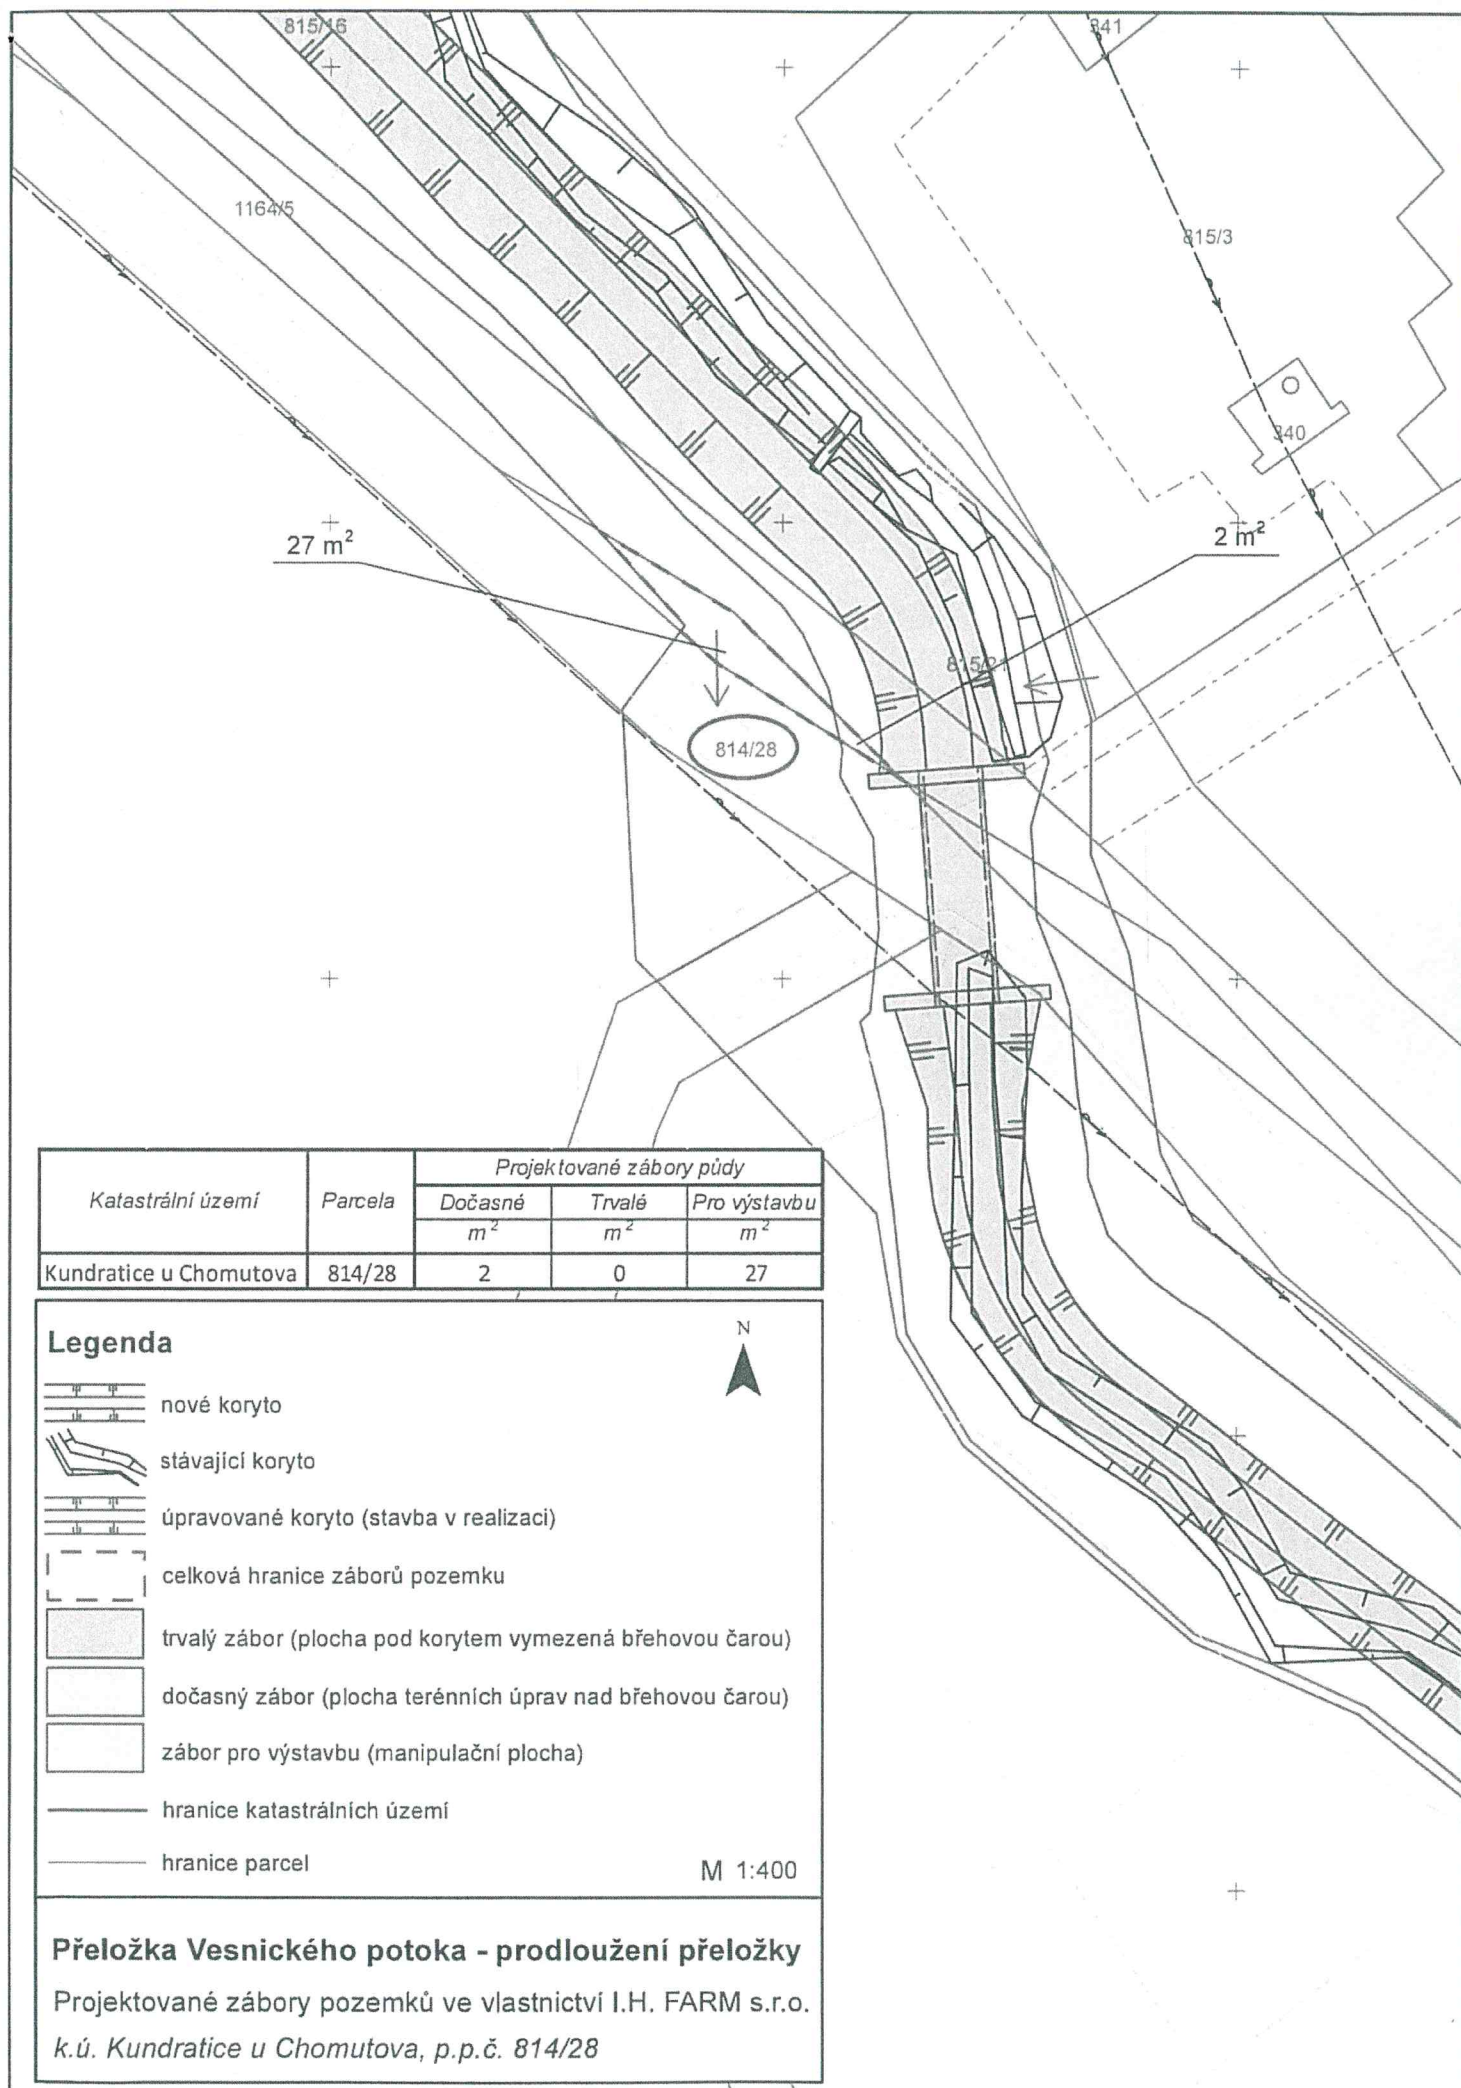 815/16
341
1164/5
815/3
340
27 m²
2 m²
815/21
814/28
Projektované zábory půdy
Katastrální území Parcela Dočasné Trvalé Pro výstavbu
m² m² m²
Kundratice u Chomutova 814/28 2 0 27
Legenda
N
nové koryto
stávající koryto
úpravované koryto (stavba v realizaci)
celková hranice záborů pozemku
trvalý zábor (plocha pod korytem vymezená břehovou čarou)
dočasný zábor (plocha terénních úprav nad břehovou čarou)
zábor pro výstavbu (manipulační plocha)
hranice katastrálních území
hranice parcel
M 1:400
Přeložka Vesnického potoka - prodloužení přeložky
Projektované zábory pozemků ve vlastnictví I.H. FARM s.r.o.
k.ú. Kundratice u Chomutova, p.p.č. 814/28